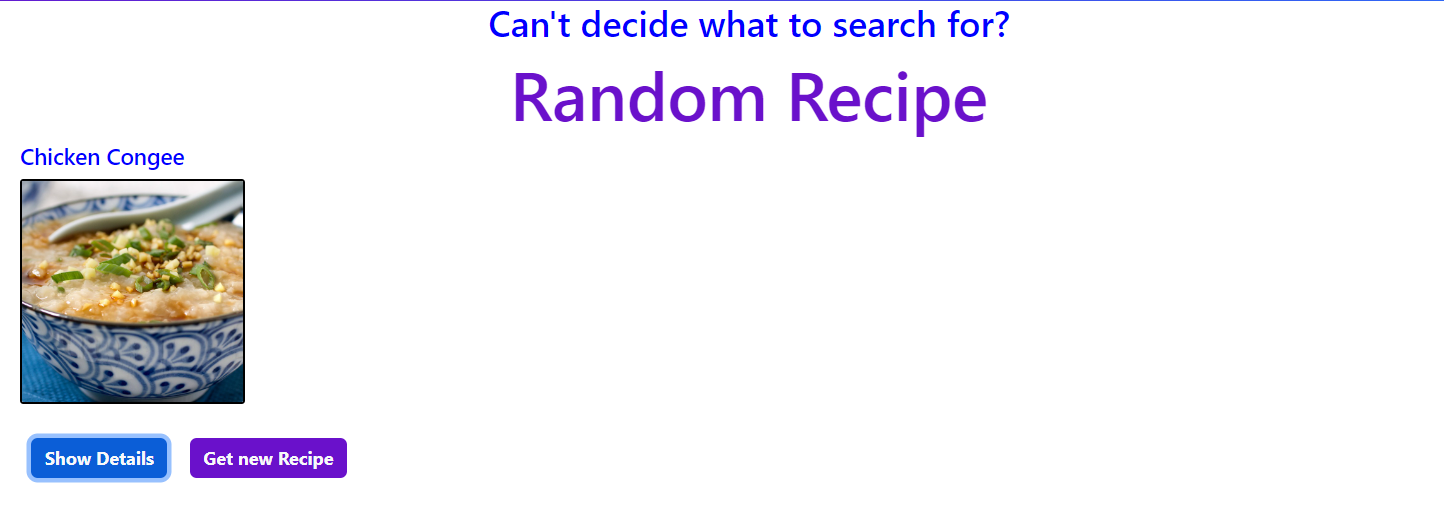 Can't decide what to search for?
Random Recipe
Chicken Congee
Show Details
Get new Recipe